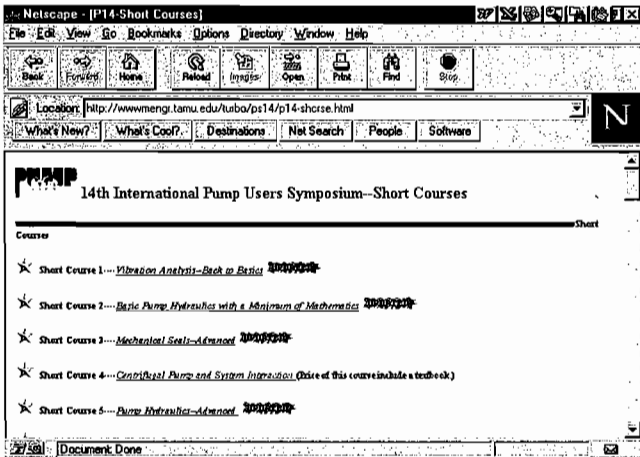 Netscape - [P14-Short Courses]
File Edit View Go Bookmarks Options Directory Window Help
Back Forward Home Reload Images Open Print Find Stop
Location: http://wwwmengr.tamu.edu/turbo/ps14/p14-shcrse.html
N
What's New? What's Cool? Destinations Net Search People Software
PUMP
14th International Pump Users Symposium--Short Courses
Short
Courses
Short Course 1---- Vibration Analysis--Back to Basics
Short Course 2---- Basic Pump Hydraulics with a Minimum of Mathematics
Short Course 3---- Mechanical Seals--Advanced
Short Course 4---- Centrifugal Pump and System Interaction (Price of this course include a textbook.)
Short Course 5---- Pump Hydraulics--Advanced
Document: Done